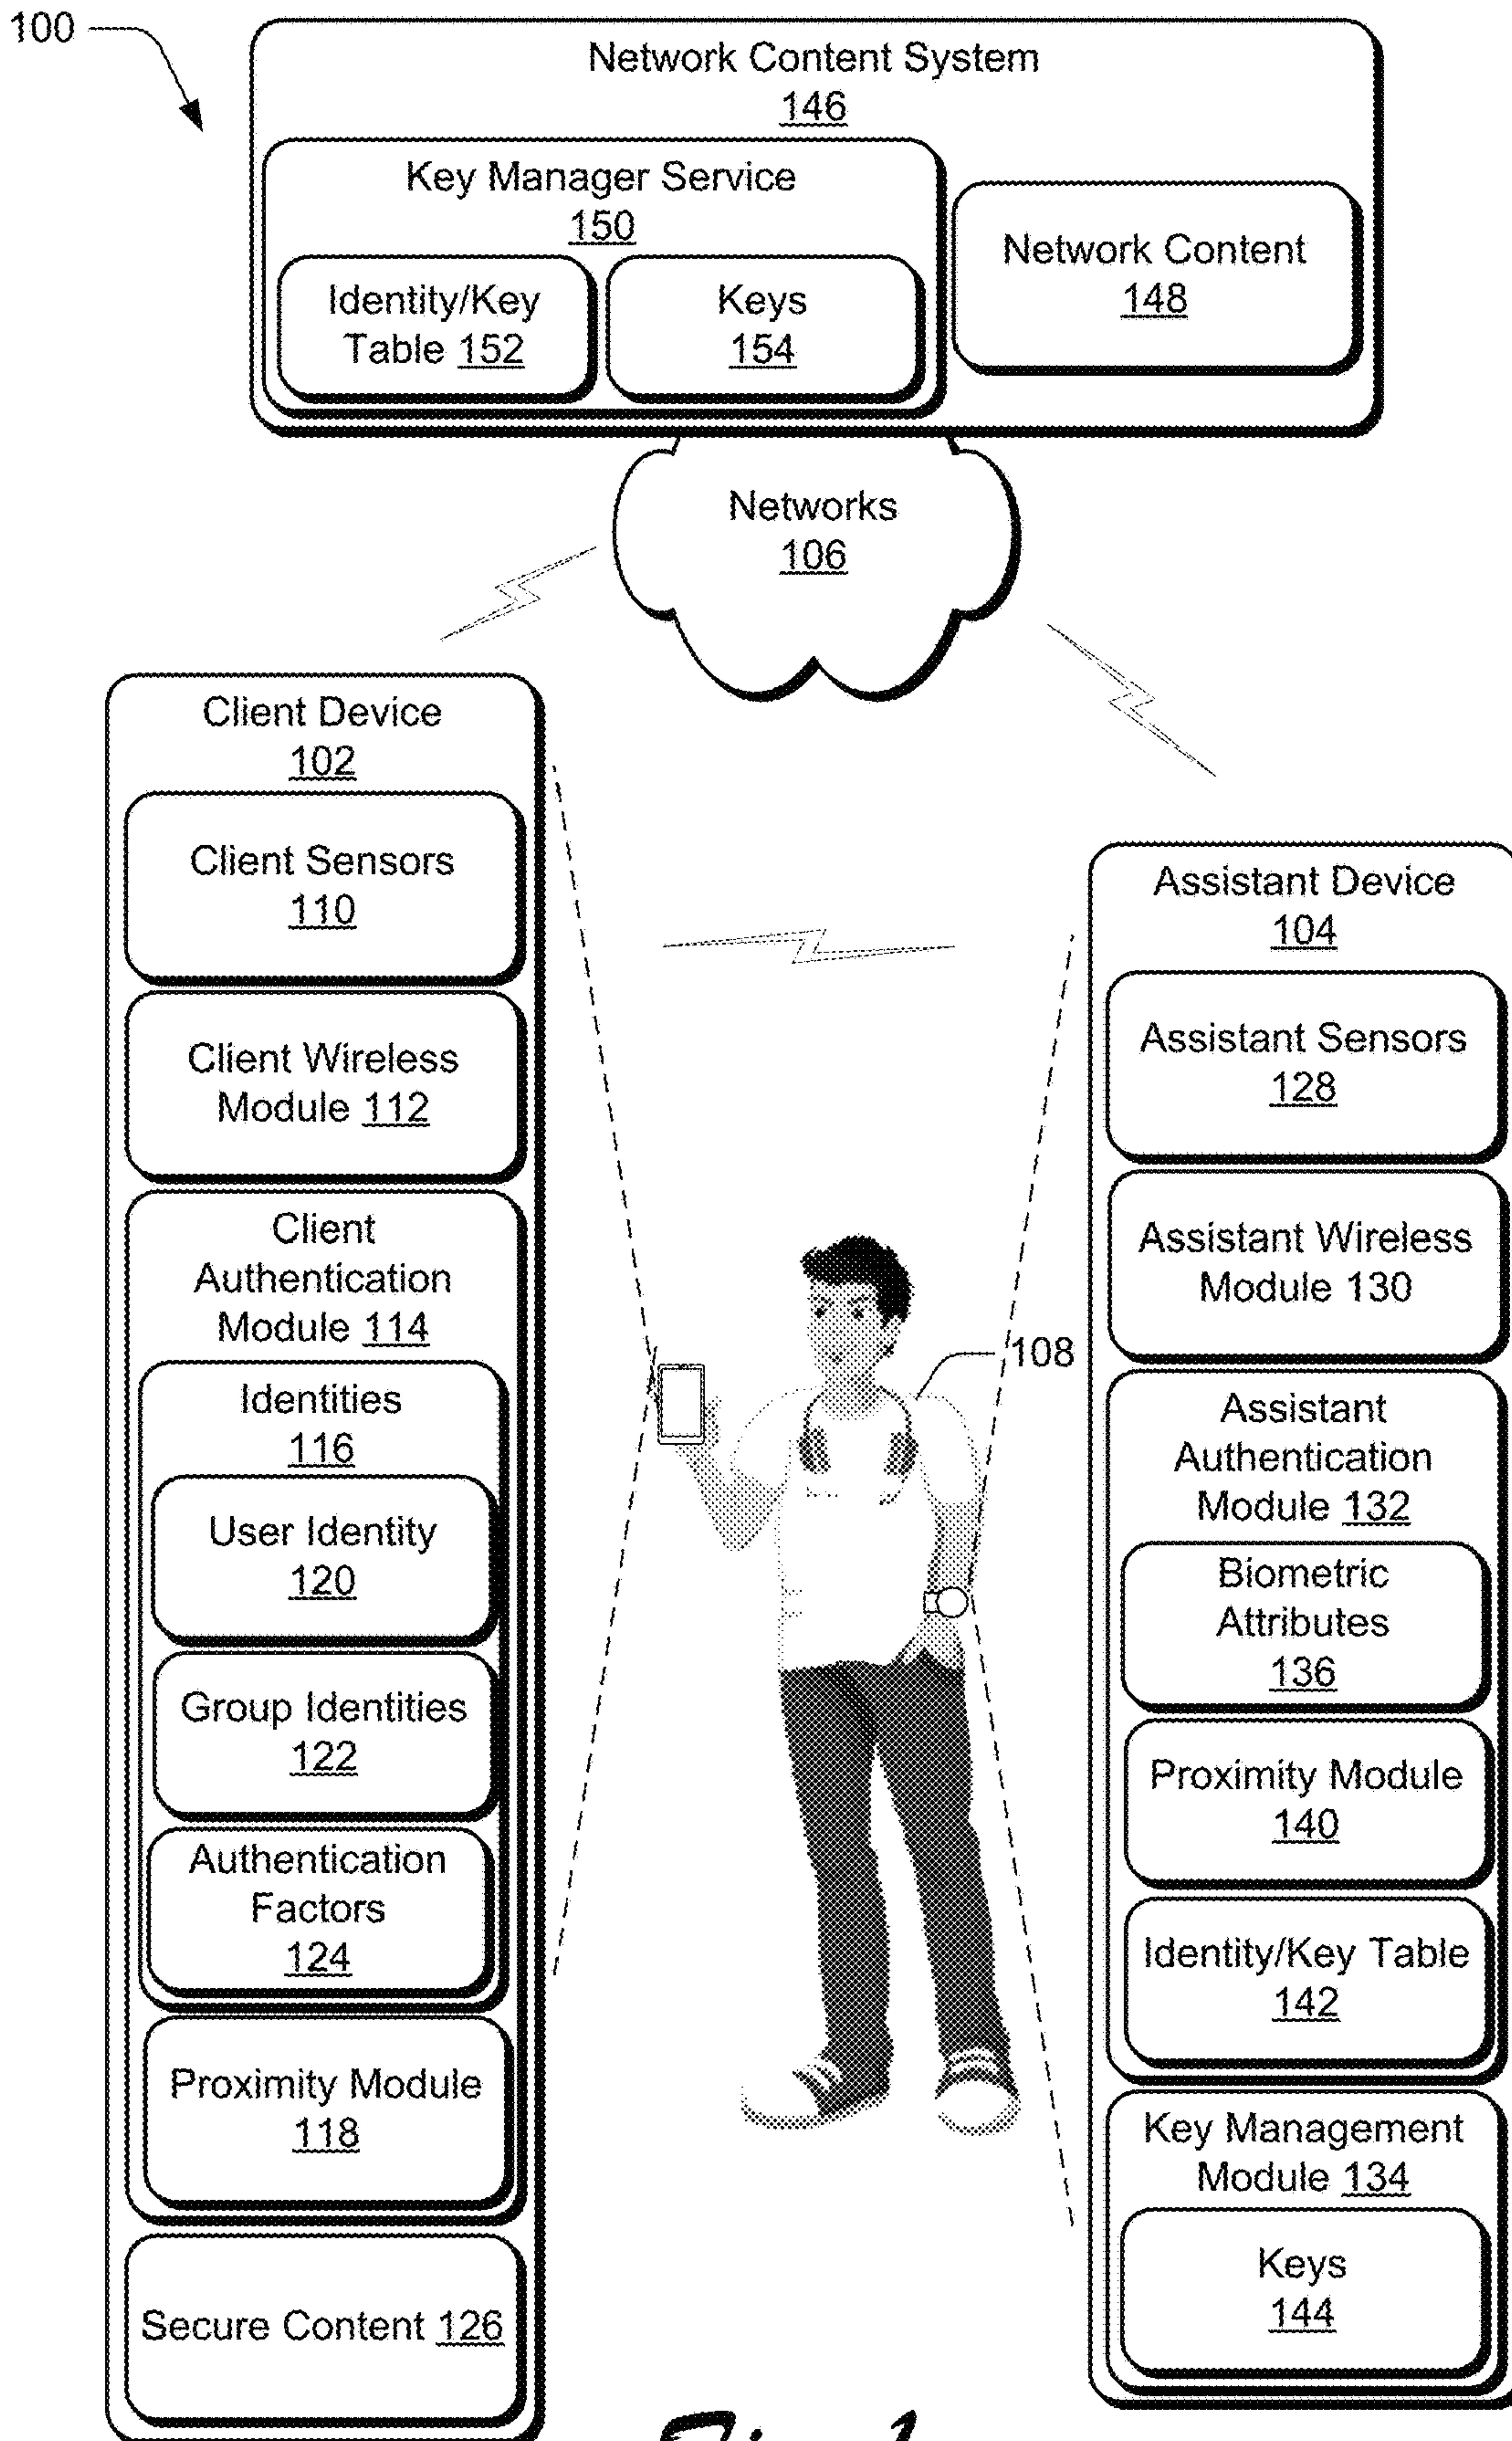 100
Network Content System
146
Key Manager Service
150
Identity/Key
Table 152
Keys
154
Network Content
148
Networks
106
Client Device
102
Client Sensors
110
Client Wireless
Module 112
Client
Authentication
Module 114
Identities
116
User Identity
120
Group Identities
122
Authentication
Factors
124
Proximity Module
118
Secure Content 126
108
Assistant Device
104
Assistant Sensors
128
Assistant Wireless
Module 130
Assistant
Authentication
Module 132
Biometric
Attributes
136
Proximity Module
140
Identity/Key Table
142
Key Management
Module 134
Keys
144